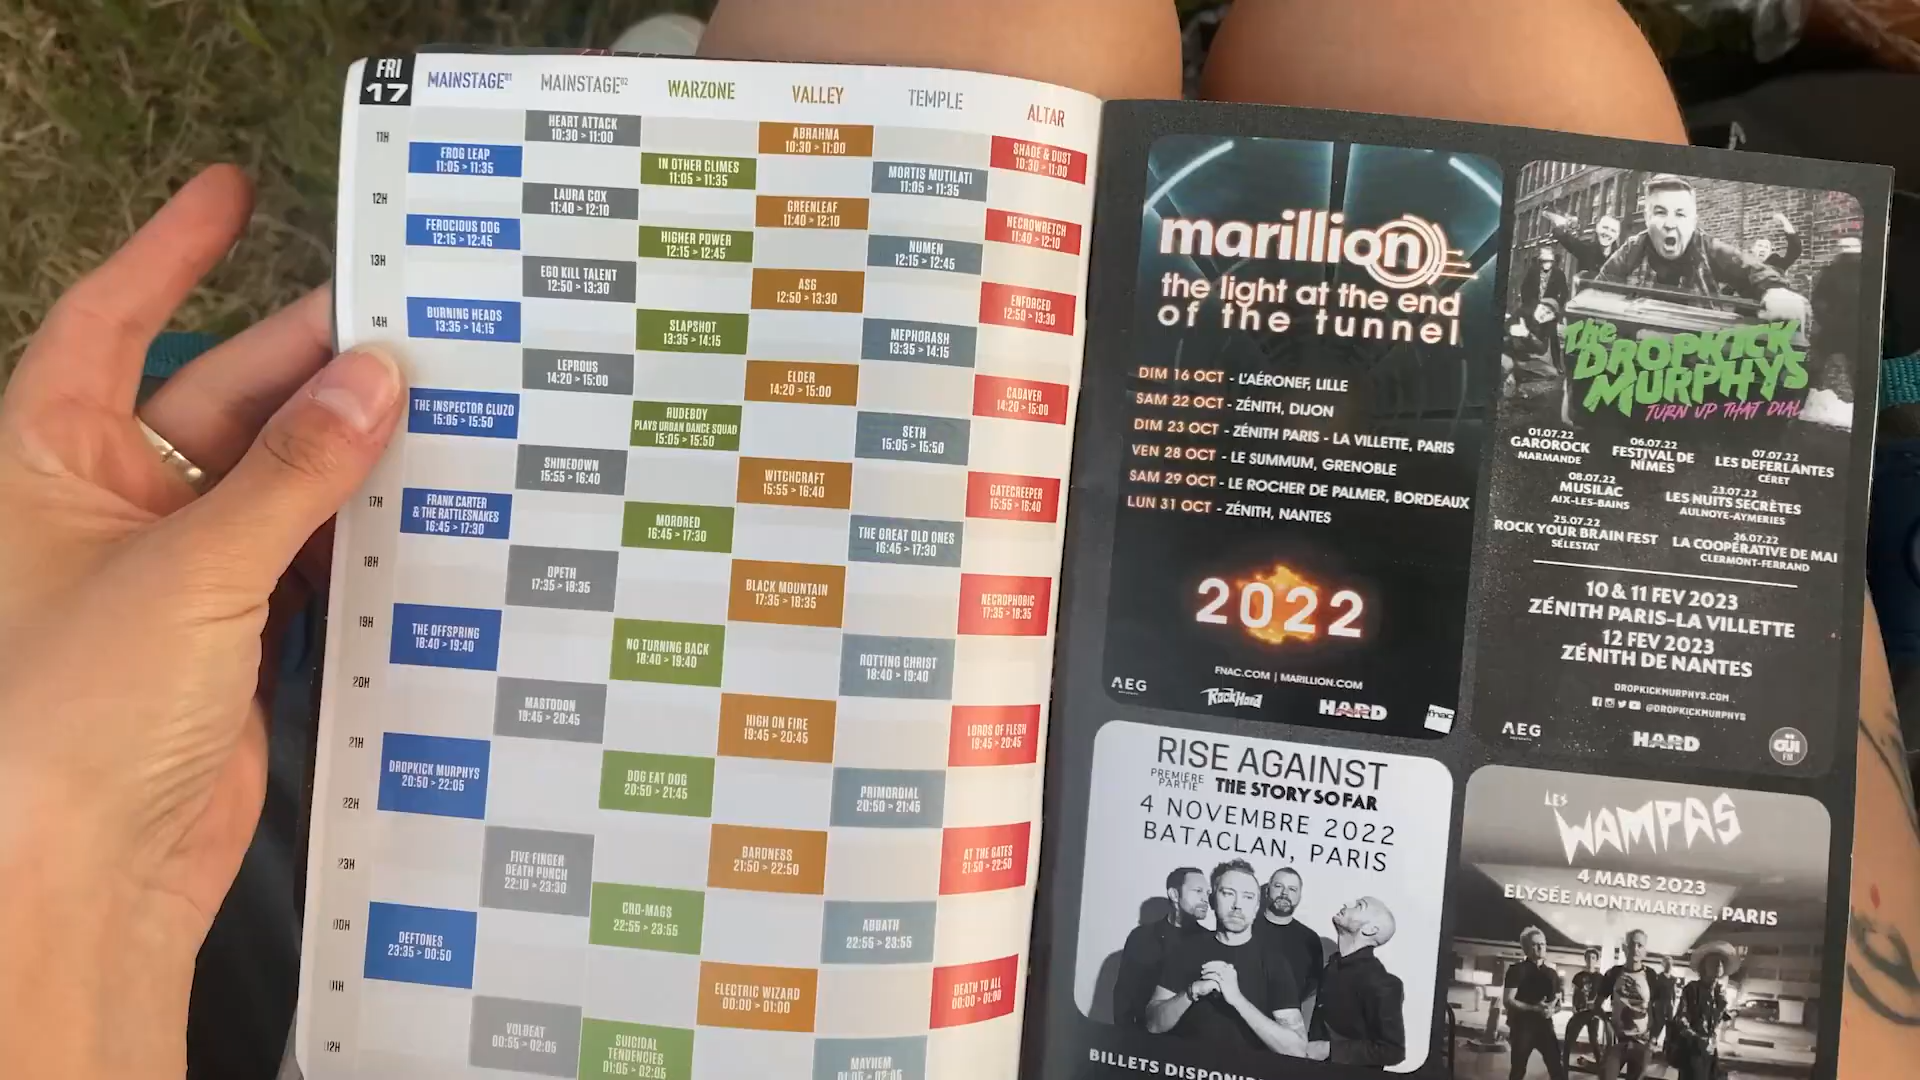 FRI
17
MAINSTAGE01
MAINSTAGE02
WARZONE
VALLEY
TEMPLE
ALTAR
11H
12H
13H
14H
17H
18H
19H
20H
21H
22H
23H
00H
01H
02H
FROG LEAP
11:05 > 11:35
FEROCIOUS DOG
12:15 > 12:45
BURNING HEADS
13:35 > 14:15
THE INSPECTOR CLUZO
15:05 > 15:50
FRANK CARTER
& THE RATTLESNAKES
16:45 > 17:30
THE OFFSPRING
18:40 > 19:40
DROPKICK MURPHYS
20:50 > 22:05
DEFTONES
23:35 > 00:50
HEART ATTACK
10:30 > 11:00
LAURA COX
11:40 > 12:10
EGO KILL TALENT
12:50 > 13:30
LEPROUS
14:20 > 15:00
SHINEDOWN
15:55 > 16:40
OPETH
17:35 > 18:35
MASTODON
19:45 > 20:45
FIVE FINGER
DEATH PUNCH
22:10 > 23:30
VOLBEAT
00:55 > 02:05
IN OTHER CLIMES
11:05 > 11:35
HIGHER POWER
12:15 > 12:45
SLAPSHOT
13:35 > 14:15
RUDEBOY
PLAYS URBAN DANCE SQUAD
15:05 > 15:50
MORDRED
16:45 > 17:30
NO TURNING BACK
18:40 > 19:40
DOG EAT DOG
20:50 > 21:45
CRO-MAGS
22:55 > 23:55
SUICIDAL
TENDENCIES
01:05 > 02:05
ABRAHMA
10:30 > 11:00
GREENLEAF
11:40 > 12:10
ASG
12:50 > 13:30
ELDER
14:20 > 15:00
WITCHCRAFT
15:55 > 16:40
BLACK MOUNTAIN
17:35 > 18:35
HIGH ON FIRE
19:45 > 20:45
BARONESS
21:50 > 22:50
ELECTRIC WIZARD
00:00 > 01:00
MORTIS MUTILATI
11:05 > 11:35
NUMEN
12:15 > 12:45
MEPHORASH
13:35 > 14:15
SETH
15:05 > 15:50
THE GREAT OLD ONES
16:45 > 17:30
ROTTING CHRIST
18:40 > 19:40
PRIMORDIAL
20:50 > 21:45
ABBATH
22:55 > 23:55
MAYHEM
01:05 > 02:05
SHADE & DUST
10:30 > 11:00
NECROWRETCH
11:40 > 12:10
ENFORCED
12:50 > 13:30
CADAVER
14:20 > 15:00
GATECREEPER
15:55 > 16:40
NECROPHOBIC
17:35 > 18:35
LORDS OF FLESH
19:45 > 20:45
AT THE GATES
21:50 > 22:50
DEATH TO ALL
00:00 > 01:00
marillion
the light at the end
of the tunnel
DIM 16 OCT - L'AÉRONEF, LILLE
SAM 22 OCT - ZÉNITH, DIJON
DIM 23 OCT - ZÉNITH PARIS - LA VILLETTE, PARIS
VEN 28 OCT - LE SUMMUM, GRENOBLE
SAM 29 OCT - LE ROCHER DE PALMER, BORDEAUX
LUN 31 OCT - ZÉNITH, NANTES
2022
FNAC.COM | MARILLION.COM
AEG
PRESENTS
RockHard
HARD
fnac
The
DROPKICK
MURPHYS
TURN UP THAT DIAL
01.07.22
GAROROCK
MARMANDE
06.07.22
FESTIVAL DE
NÎMES
07.07.22
LES DEFERLANTES
CÉRET
08.07.22
MUSILAC
AIX-LES-BAINS
23.07.22
LES NUITS SECRÈTES
AULNOYE-AYMERIES
25.07.22
ROCK YOUR BRAIN FEST
SÉLESTAT
26.07.22
LA COOPÉRATIVE DE MAI
CLERMONT-FERRAND
10 & 11 FEV 2023
ZÉNITH PARIS-LA VILLETTE
12 FEV 2023
ZÉNITH DE NANTES
DROPKICKMURPHYS.COM
@DROPKICKMURPHYS
AEG
PRESENTS
HARD
OÜI
FM
RISE AGAINST
PREMIÈRE
PARTIE
THE STORY SO FAR
4 NOVEMBRE 2022
BATACLAN, PARIS
LES
WAMPAS
4 MARS 2023
ELYSÉE MONTMARTRE, PARIS
BILLETS